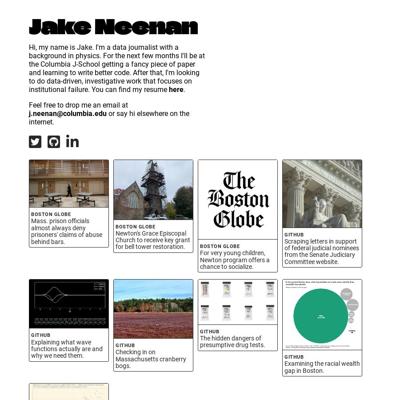 Jake Neenan
Hi, my name is Jake. I'm a data journalist with a
background in physics. For the next few months I'll be at
the Columbia J-School getting a fancy piece of paper
and learning to write better code. After that, I'm looking
to do data-driven, investigative work that focuses on
institutional failure. You can find my resume here.
Feel free to drop me an email at
j.neenan@columbia.edu or say hi elsewhere on the
internet.
The
Boston
Globe
BOSTON GLOBE
Mass. prison officials
almost always deny
prisoners' claims of abuse
behind bars.
BOSTON GLOBE
Newton's Grace Episcopal
Church to receive key grant
for bell tower restoration.
BOSTON GLOBE
For very young children,
Newton program offers a
chance to socialize.
GITHUB
Scraping letters in support
of federal judicial nominees
from the Senate Judiciary
Committee website.
GITHUB
Explaining what wave
functions actually are and
why we need them.
GITHUB
Checking in on
Massachusetts cranberry
bogs.
GITHUB
The hidden dangers of
presumptive drug tests.
GITHUB
Examining the racial wealth
gap in Boston.